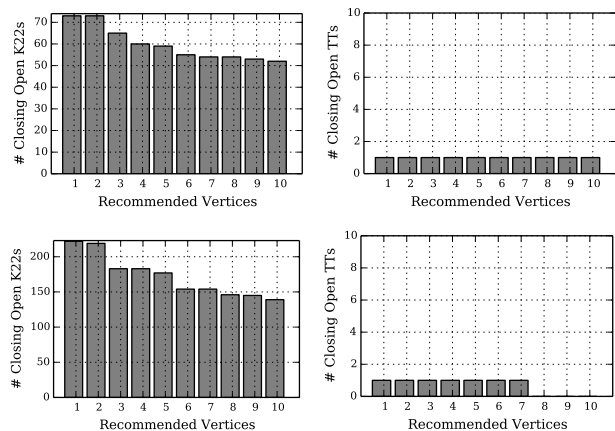 # Closing Open K22s
70
60
50
40
30
20
10
0
1 2 3 4 5 6 7 8 9 10
Recommended Vertices
# Closing Open TTs
10
8
6
4
2
0
1 2 3 4 5 6 7 8 9 10
Recommended Vertices
# Closing Open K22s
200
150
100
50
0
1 2 3 4 5 6 7 8 9 10
Recommended Vertices
# Closing Open TTs
10
8
6
4
2
0
1 2 3 4 5 6 7 8 9 10
Recommended Vertices